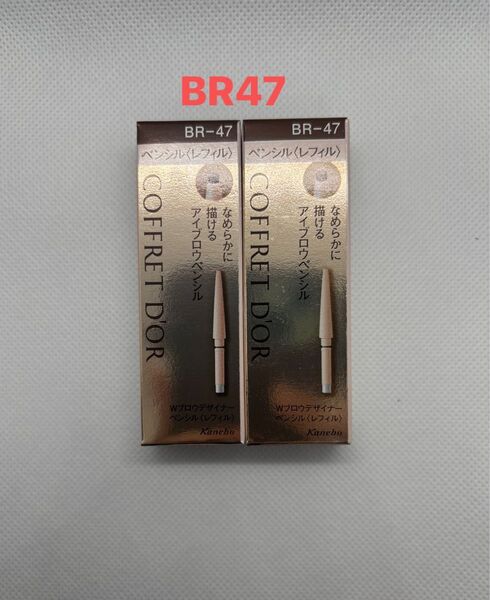 BR47
BR-47
ペンシル〈レフィル〉
COFFRET D'OR
なめらかに
描ける
アイブロウペンシル
Wブロウデザイナー
ペンシル〈レフィル〉
Kanebo
BR-47
ペンシル〈レフィル〉
COFFRET D'OR
なめらかに
描ける
アイブロウペンシル
Wブロウデザイナー
ペンシル〈レフィル〉
Kanebo